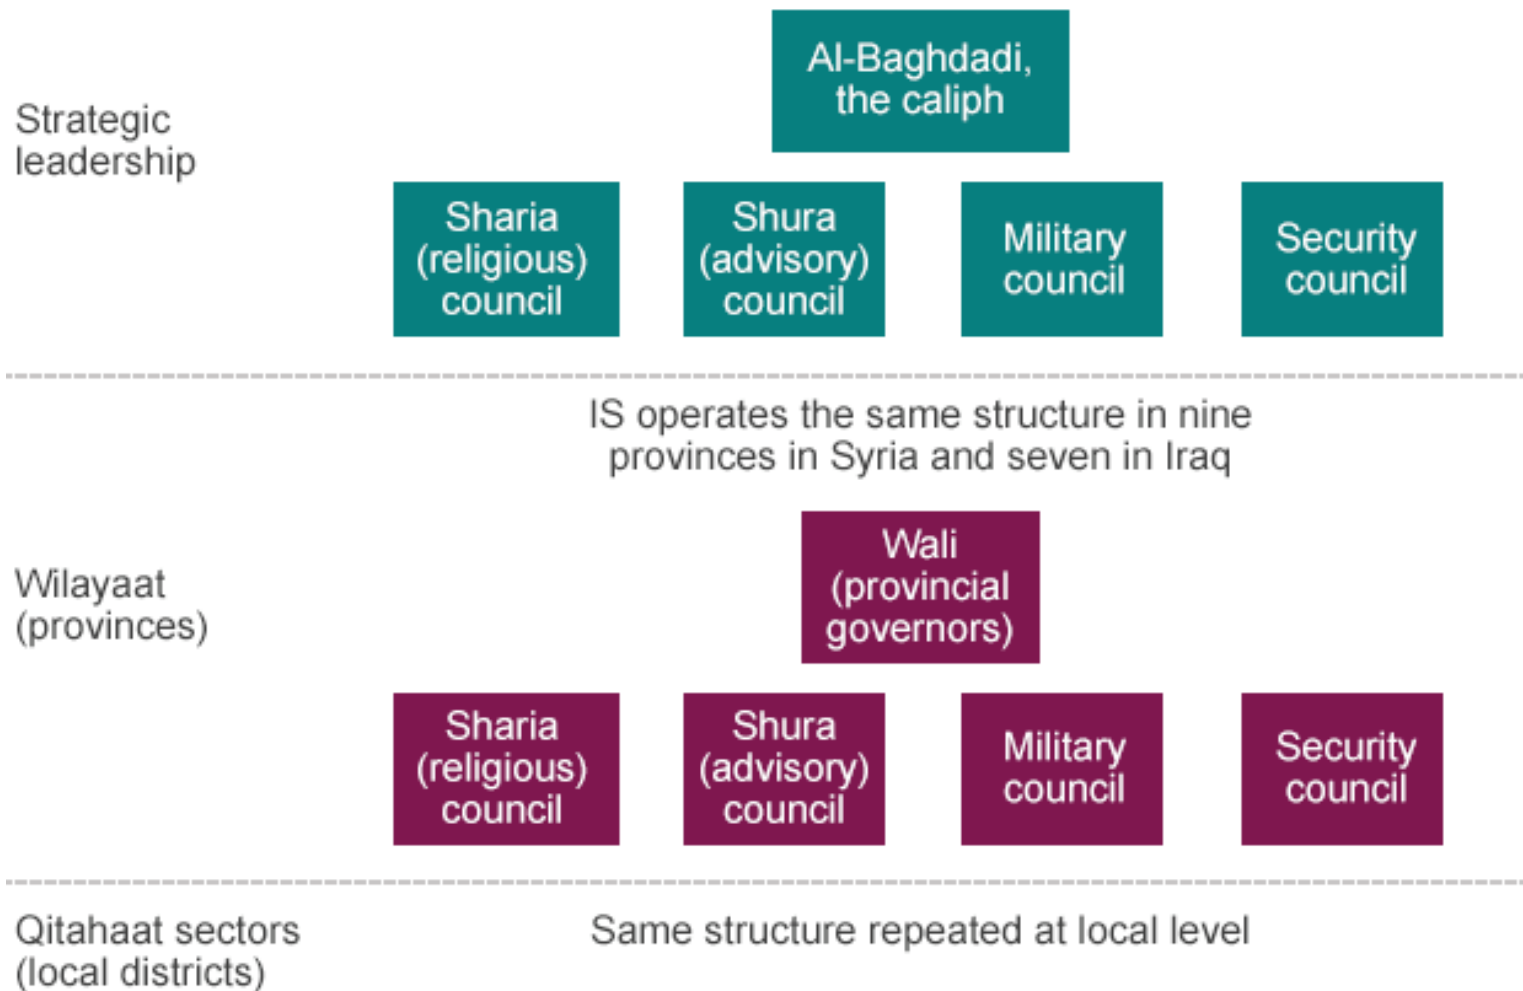 Al-Baghdadi,
the caliph
Strategic
leadership
Sharia
(religious)
council
Shura
(advisory)
council
Military
council
Security
council
IS operates the same structure in nine
provinces in Syria and seven in Iraq
Wilayaat
(provinces)
Wali
(provincial
governors)
Sharia
(religious)
council
Shura
(advisory)
council
Military
council
Security
council
Qitahaat sectors
(local districts)
Same structure repeated at local level